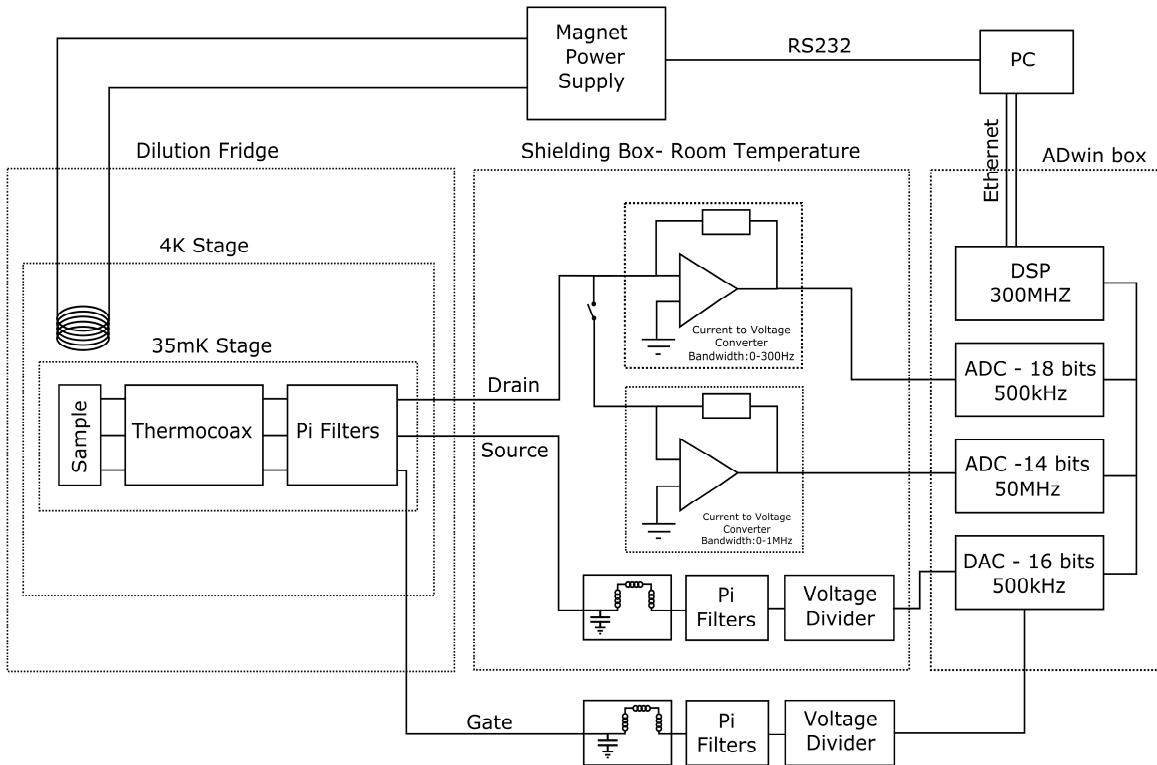 Magnet
Power
Supply
RS232
PC
Ethernet
Dilution Fridge
Shielding Box- Room Temperature
ADwin box
4K Stage
35mK Stage
Sample
Thermocoax
Pi Filters
Drain
Source
Gate
Current to Voltage
Converter
Bandwidth:0-300Hz
Current to Voltage
Converter
Bandwidth:0-1MHz
DSP
300MHZ
ADC - 18 bits
500kHz
ADC -14 bits
50MHz
DAC - 16 bits
500kHz
Pi
Filters
Voltage
Divider
Pi
Filters
Voltage
Divider